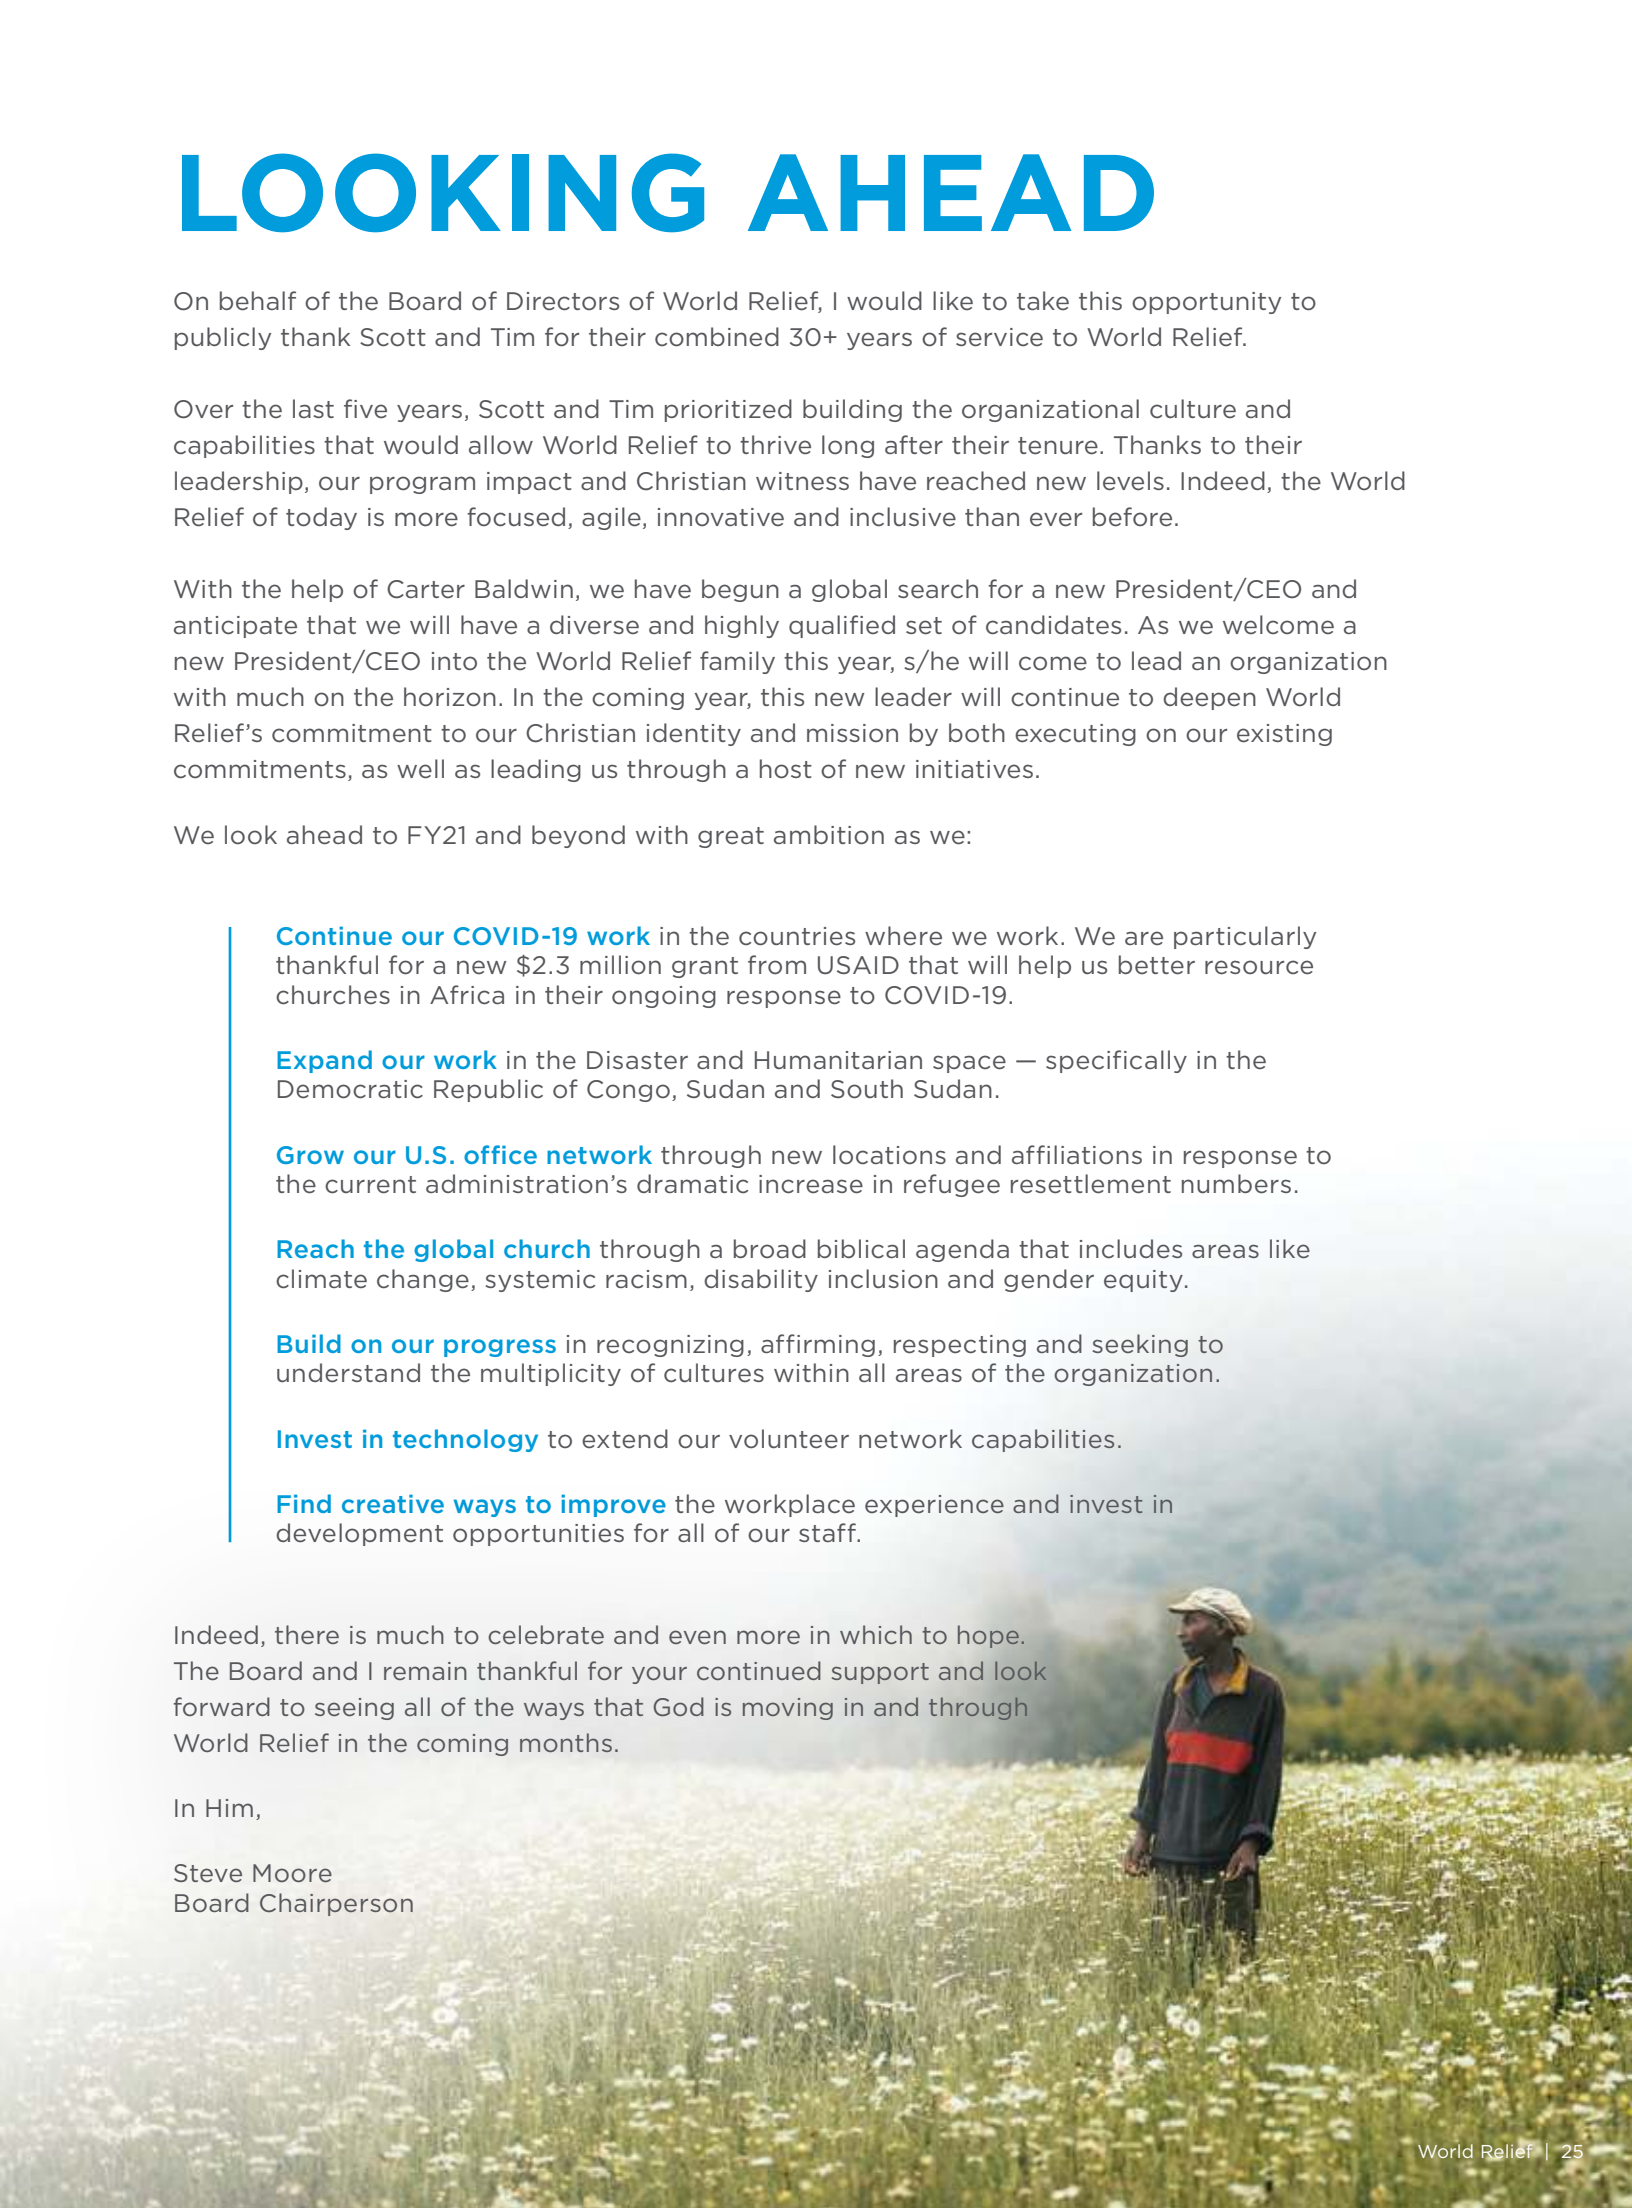 LOOKING AHEAD
On behalf of the Board of Directors of World Relief, I would like to take this opportunity to
publicly thank Scott and Tim for their combined 30+ years of service to World Relief.
Over the last five years, Scott and Tim prioritized building the organizational culture and
capabilities that would allow World Relief to thrive long after their tenure. Thanks to their
leadership, our program impact and Christian witness have reached new levels. Indeed, the World
Relief of today is more focused, agile, innovative and inclusive than ever before.
With the help of Carter Baldwin, we have begun a global search for a new President/CEO and
anticipate that we will have a diverse and highly qualified set of candidates. As we welcome a
new President/CEO into the World Relief family this year, s/he will come to lead an organization
with much on the horizon. In the coming year, this new leader will continue to deepen World
Relief’s commitment to our Christian identity and mission by both executing on our existing
commitments, as well as leading us through a host of new initiatives.
We look ahead to FY21 and beyond with great ambition as we:
Continue our COVID-19 work in the countries where we work. We are particularly
thankful for a new $2.3 million grant from USAID that will help us better resource
churches in Africa in their ongoing response to COVID-19.
Expand our work in the Disaster and Humanitarian space — specifically in the
Democratic Republic of Congo, Sudan and South Sudan.
Grow our U.S. office network through new locations and affiliations in response to
the current administration’s dramatic increase in refugee resettlement numbers.
Reach the global church through a broad biblical agenda that includes areas like
climate change, systemic racism, disability inclusion and gender equity.
Build on our progress in recognizing, affirming, respecting and seeking to
understand the multiplicity of cultures within all areas of the organization.
Invest in technology to extend our volunteer network capabilities.
Find creative ways to improve the workplace experience and invest in
development opportunities for all of our staff.
Indeed, there is much to celebrate and even more in which to hope.
The Board and I remain thankful for your continued support and look
forward to seeing all of the ways that God is moving in and through
World Relief in the coming months.
In Him,
Steve Moore
Board Chairperson
World Relief | 25